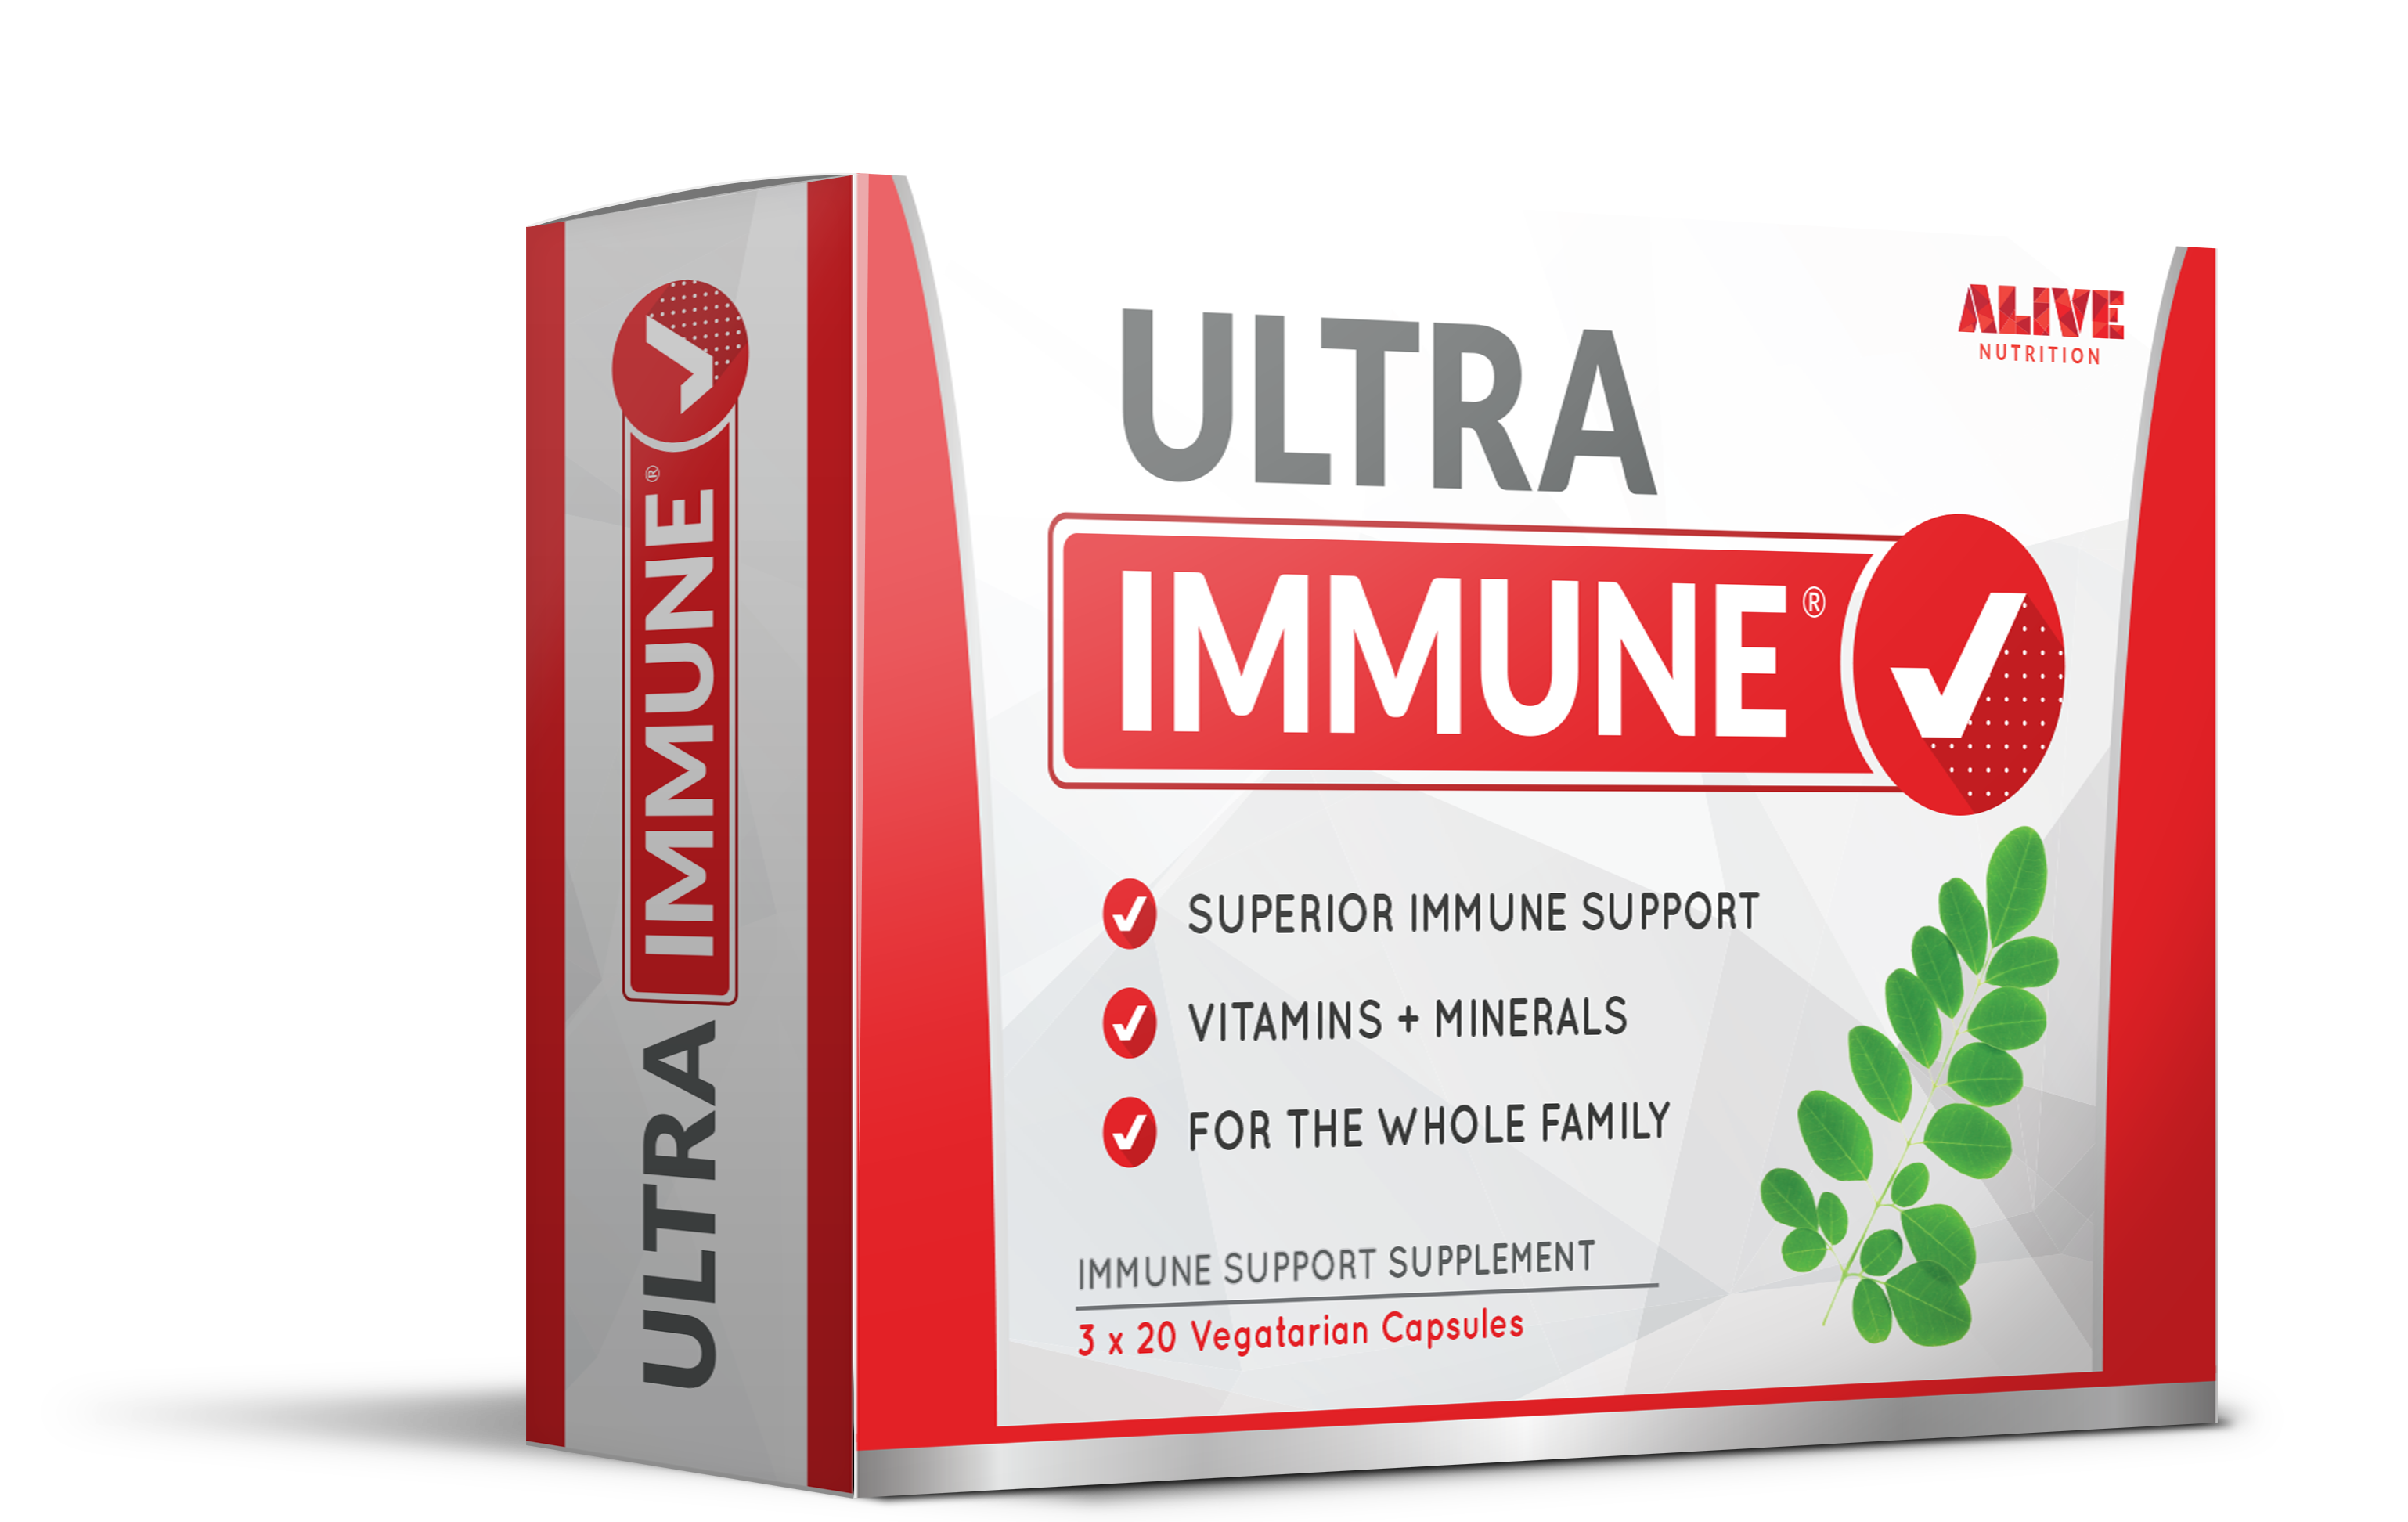 ULTRA IMMUNE®
ALIVE
NUTRITION
ULTRA
IMMUNE®
SUPERIOR IMMUNE SUPPORT
VITAMINS + MINERALS
FOR THE WHOLE FAMILY
IMMUNE SUPPORT SUPPLEMENT
3 x 20 Vegatarian Capsules